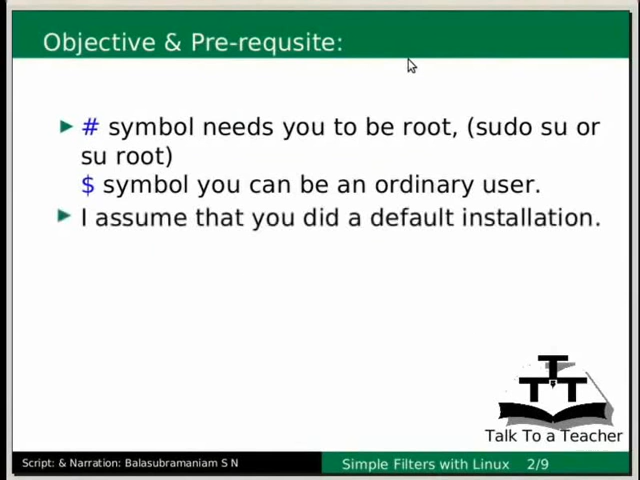 Objective & Pre-requsite:
# symbol needs you to be root, (sudo su or
su root)
$ symbol you can be an ordinary user.
I assume that you did a default installation.
T
T T
Talk To a Teacher
Script: & Narration: Balasubramaniam S N
Simple Filters with Linux 2/9